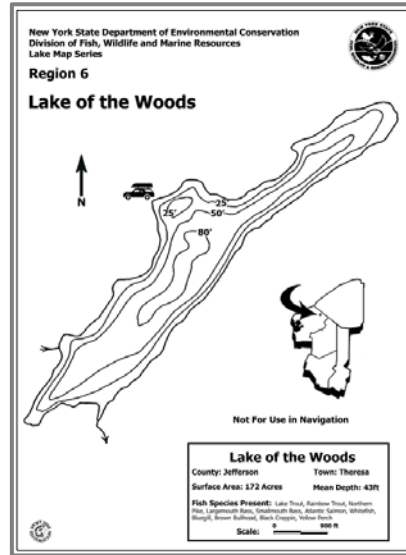 New York State Department of Environmental Conservation
Division of Fish, Wildlife and Marine Resources
Lake Map Series
Region 6
Lake of the Woods
N
25'
25
50'
80'
Not For Use in Navigation
Lake of the Woods
County: Jefferson Town: Theresa
Surface Area: 172 Acres Mean Depth: 43ft
Fish Species Present: Lake Trout, Rainbow Trout, Northern
Pike, Largemouth Bass, Smallmouth Bass, Atlantic Salmon, Whitefish,
Bluegill, Brown Bullhead, Black Crappie, Yellow Perch
Scale: 0 900 ft